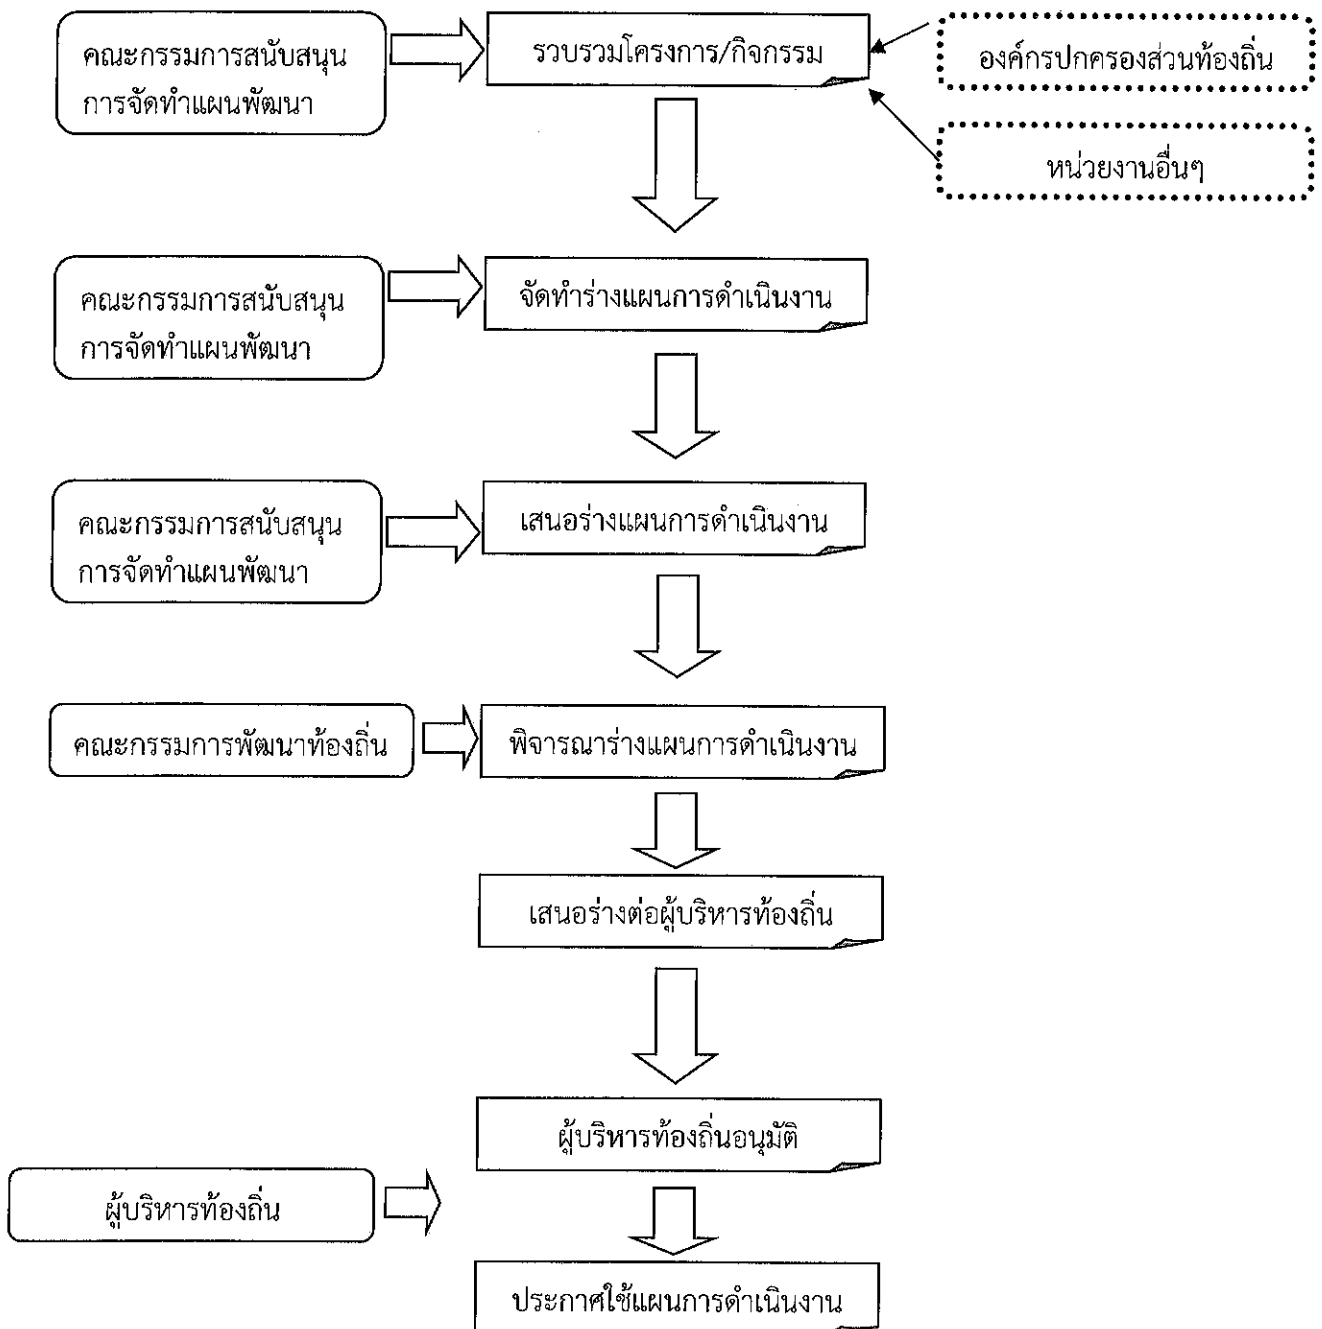 คณะกรรมการสนับสนุน
การจัดทำแผนพัฒนา
รวบรวมโครงการ/กิจกรรม
องค์กรปกครองส่วนท้องถิ่น
หน่วยงานอื่นๆ
คณะกรรมการสนับสนุน
การจัดทำแผนพัฒนา
จัดทำร่างแผนการดำเนินงาน
คณะกรรมการสนับสนุน
การจัดทำแผนพัฒนา
เสนอร่างแผนการดำเนินงาน
คณะกรรมการพัฒนาท้องถิ่น
พิจารณาร่างแผนการดำเนินงาน
เสนอร่างต่อผู้บริหารท้องถิ่น
ผู้บริหารท้องถิ่นอนุมัติ
ผู้บริหารท้องถิ่น
ประกาศใช้แผนการดำเนินงาน